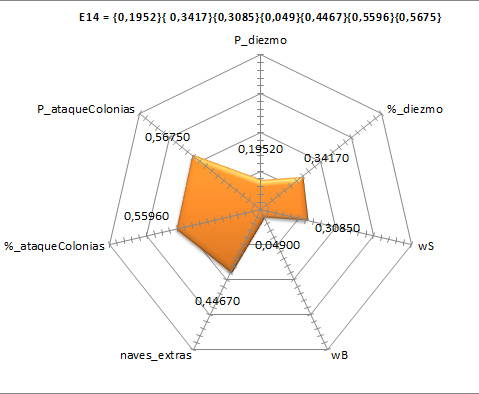 E14 = {0,1952}{ 0,3417}{0,3085}{0,049}{0,4467}{0,5596}{0,5675}
P_diezmo
P_ataqueColonias
%_diezmo
0,56750
0,19520
0,34170
0,55960
0,30850
%_ataqueColonias
0,04900
wS
0,44670
naves_extras
wB